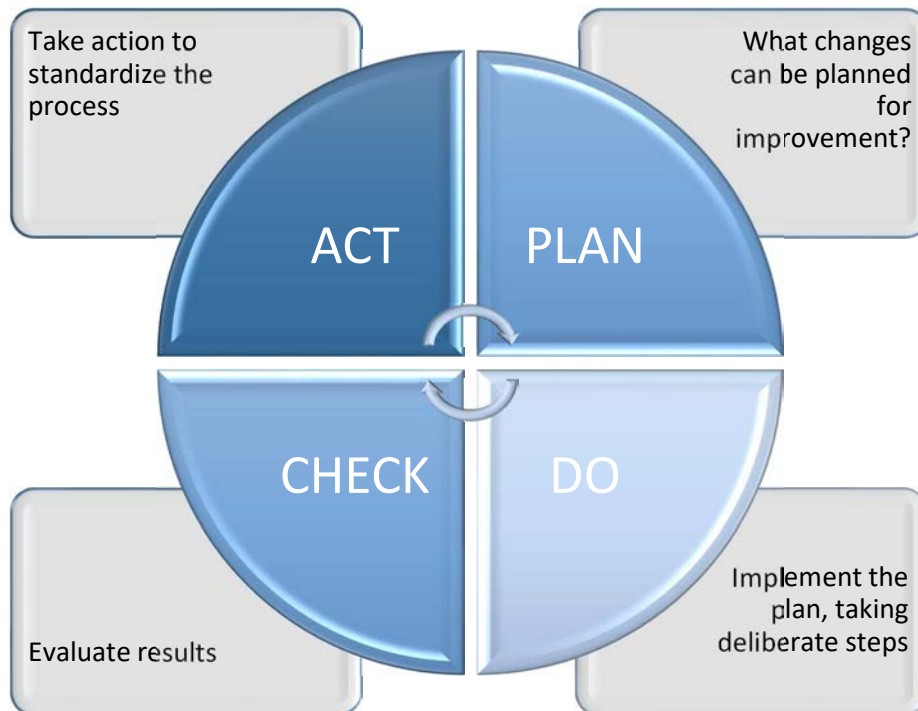 Take action to
standardize the
process
What changes
can be planned
for
improvement?
ACT
PLAN
CHECK
DO
Evaluate results
Implement the
plan, taking
deliberate steps